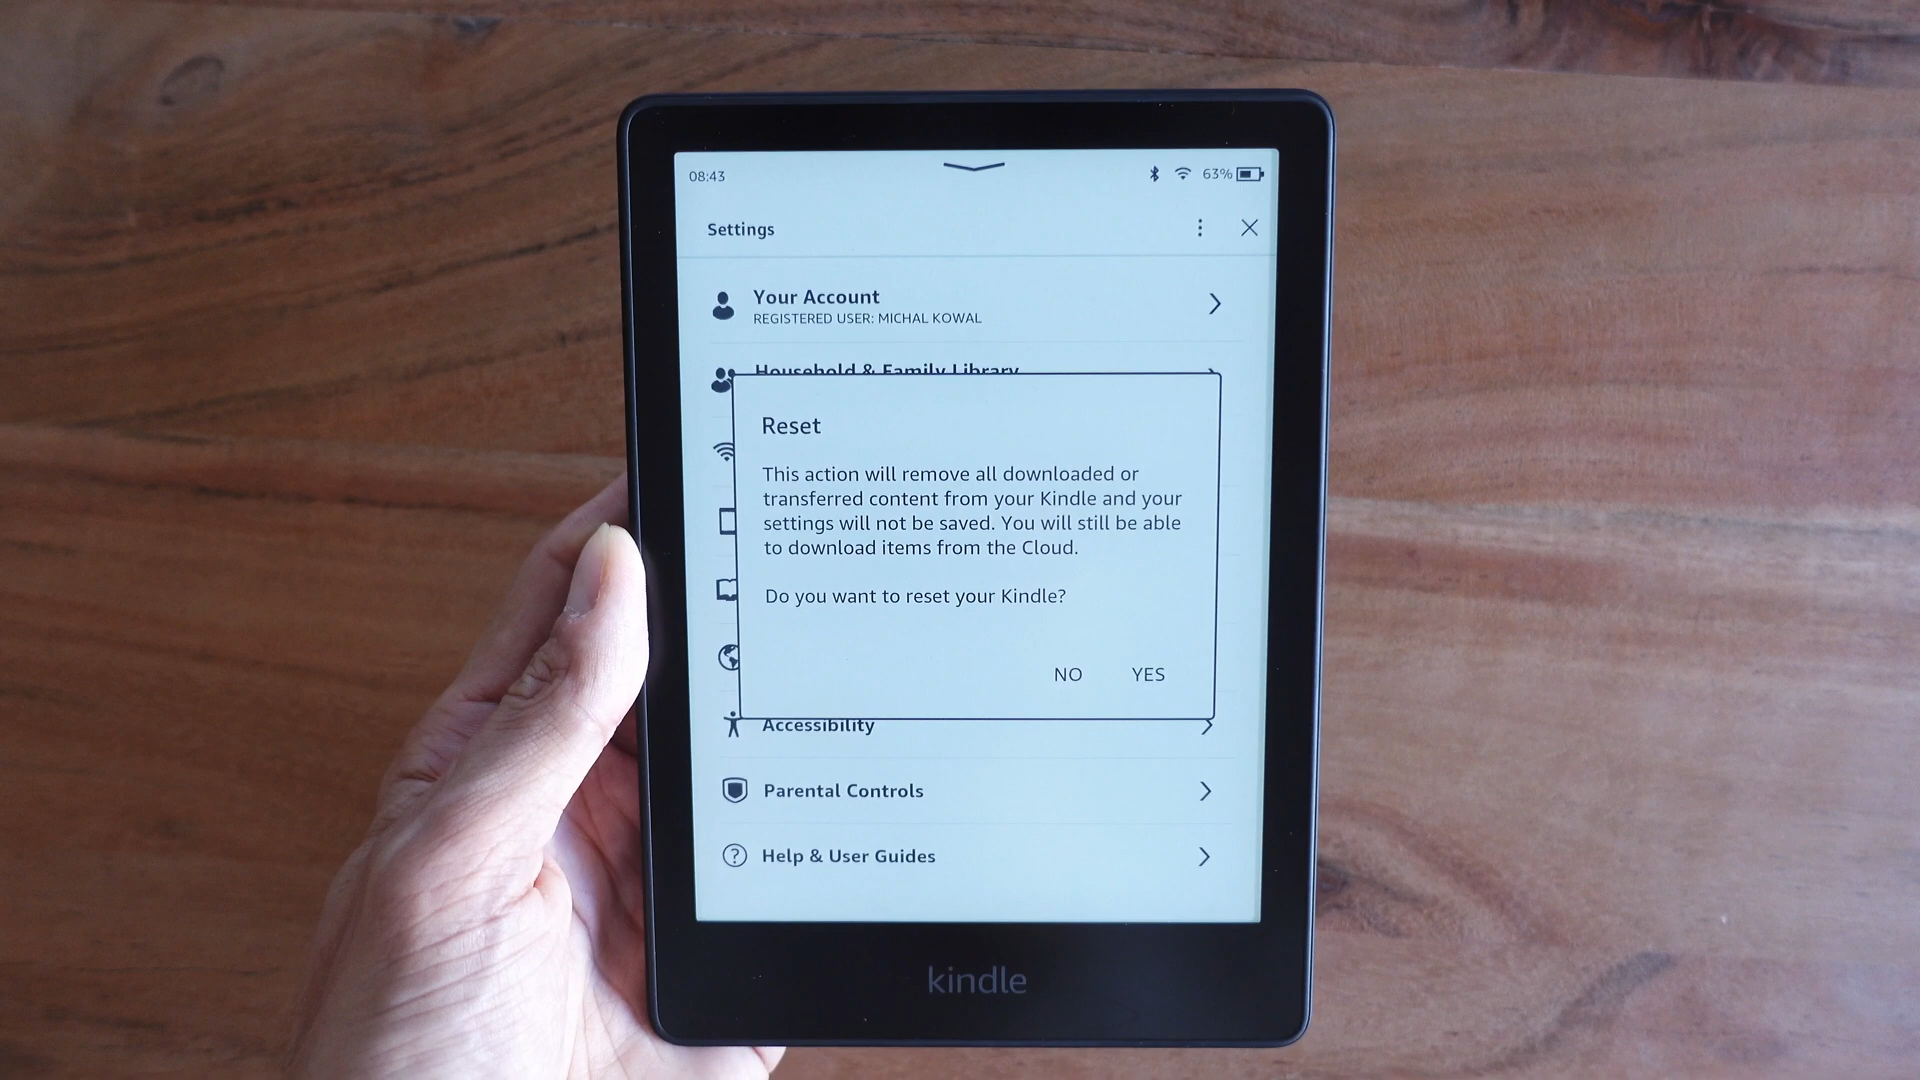 08:43
63%
Settings
Your Account
REGISTERED USER: MICHAL KOWAL
Household & Family Library
Reset
This action will remove all downloaded or
transferred content from your Kindle and your
settings will not be saved. You will still be able
to download items from the Cloud.
Do you want to reset your Kindle?
NO YES
Accessibility
Parental Controls
Help & User Guides
kindle